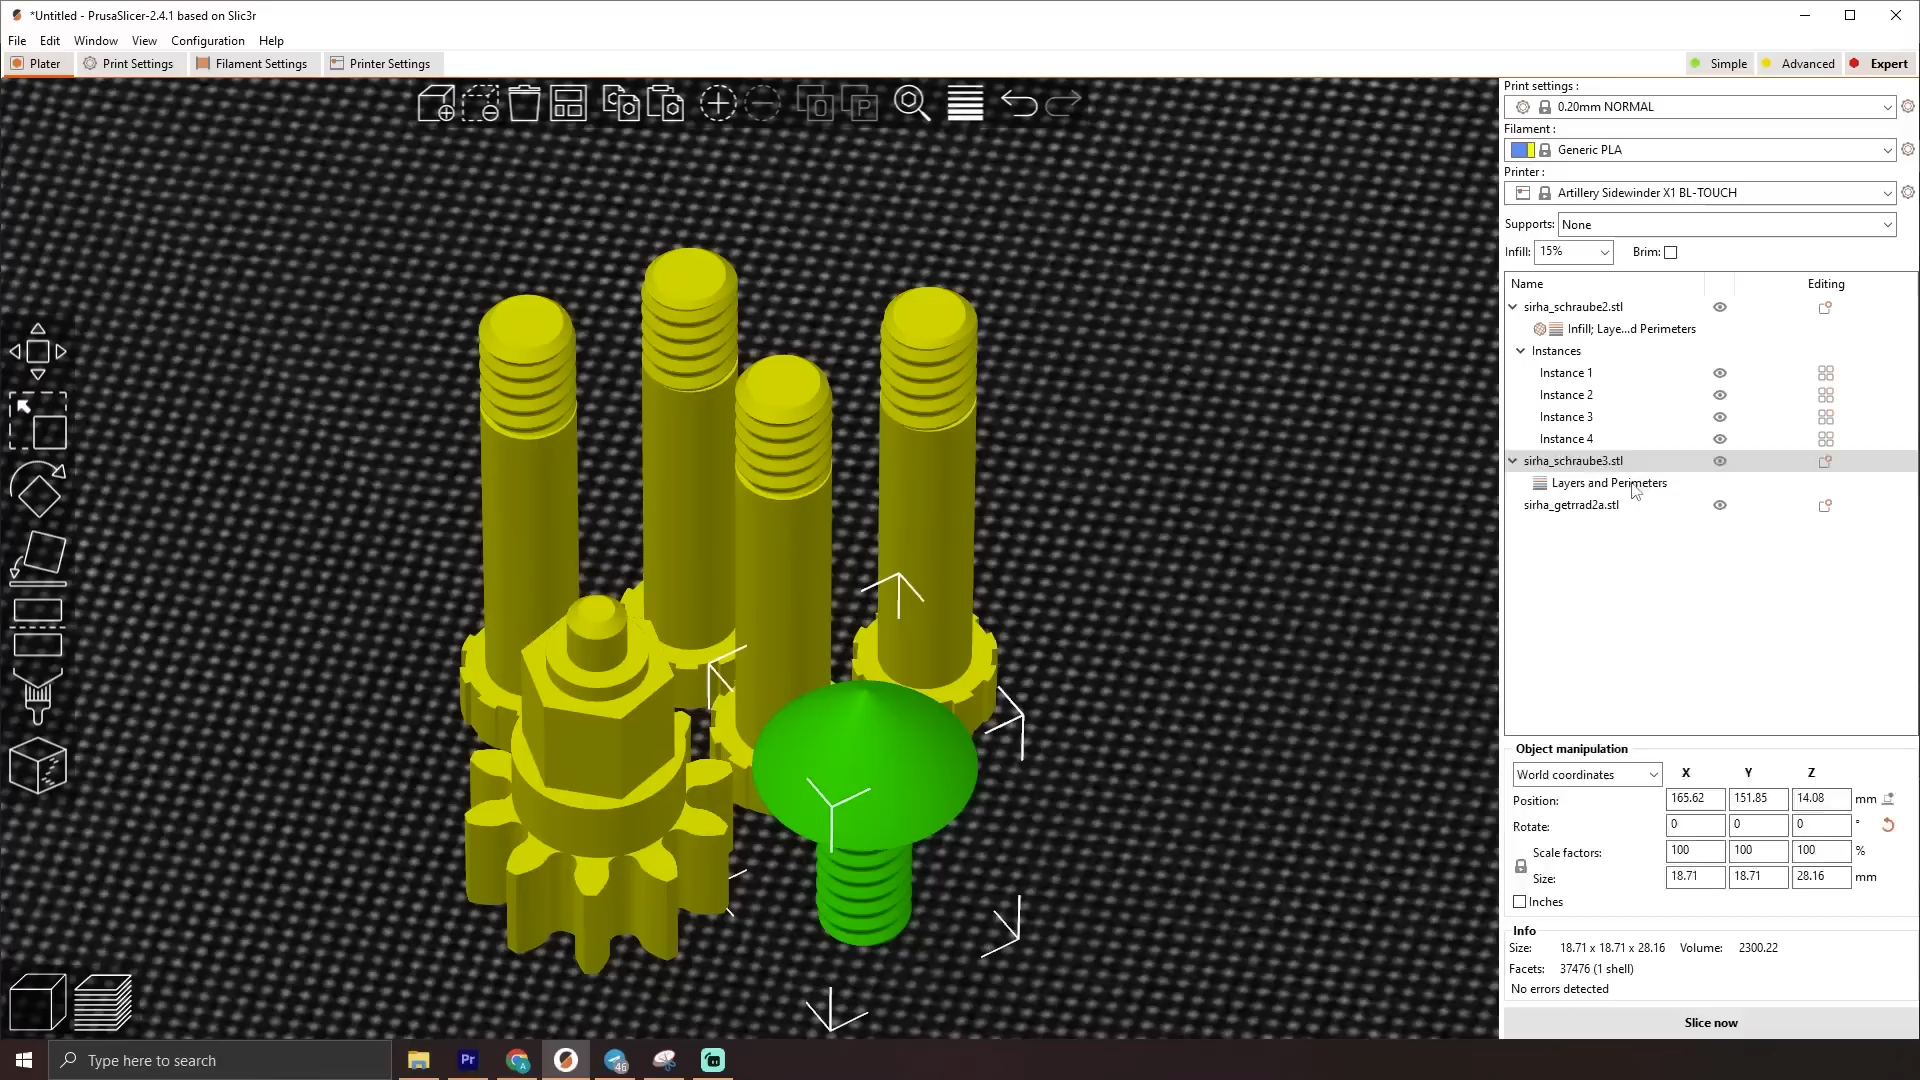 *Untitled - PrusaSlicer-2.4.1 based on Slic3r
File Edit Window View Configuration Help
Plater Print Settings Filament Settings Printer Settings Simple Advanced Expert
Print settings :
0.20mm NORMAL
Filament :
Generic PLA
Printer :
Artillery Sidewinder X1 BL-TOUCH
Supports: None
Infill: 15% Brim:
Name Editing
sirha_schraube2.stl
Infill; Laye...d Perimeters
Instances
Instance 1
Instance 2
Instance 3
Instance 4
sirha_schraube3.stl
Layers and Perimeters
sirha_getrrad2a.stl
Object manipulation
World coordinates X Y Z
Position: 165.62 151.85 14.08 mm
Rotate: 0 0 0 °
Scale factors: 100 100 100 %
Size: 18.71 18.71 28.16 mm
Inches
Info
Size: 18.71 x 18.71 x 28.16 Volume: 2300.22
Facets: 37476 (1 shell)
No errors detected
Slice now
Type here to search
Pr
A
46